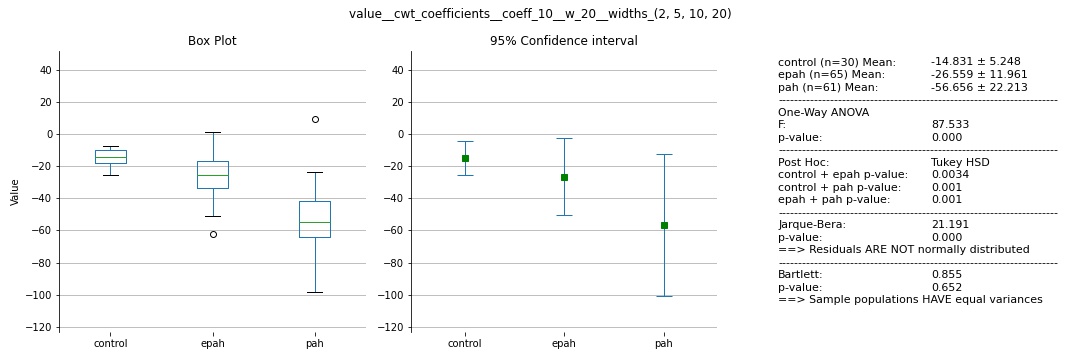 value__cwt_coefficients__coeff_10__w_20__widths_(2, 5, 10, 20)
Box Plot
95% Confidence interval
Value
40
20
0
−20
−40
−60
−80
−100
−120
control
epah
pah
40
20
0
−20
−40
−60
−80
−100
−120
control
epah
pah
control (n=30) Mean: -14.831 ± 5.248
epah (n=65) Mean: -26.559 ± 11.961
pah (n=61) Mean: -56.656 ± 22.213
One-Way ANOVA
F: 87.533
p-value: 0.000
Post Hoc: Tukey HSD
control + epah p-value: 0.0034
control + pah p-value: 0.001
epah + pah p-value: 0.001
Jarque-Bera: 21.191
p-value: 0.000
==> Residuals ARE NOT normally distributed
Bartlett: 0.855
p-value: 0.652
==> Sample populations HAVE equal variances